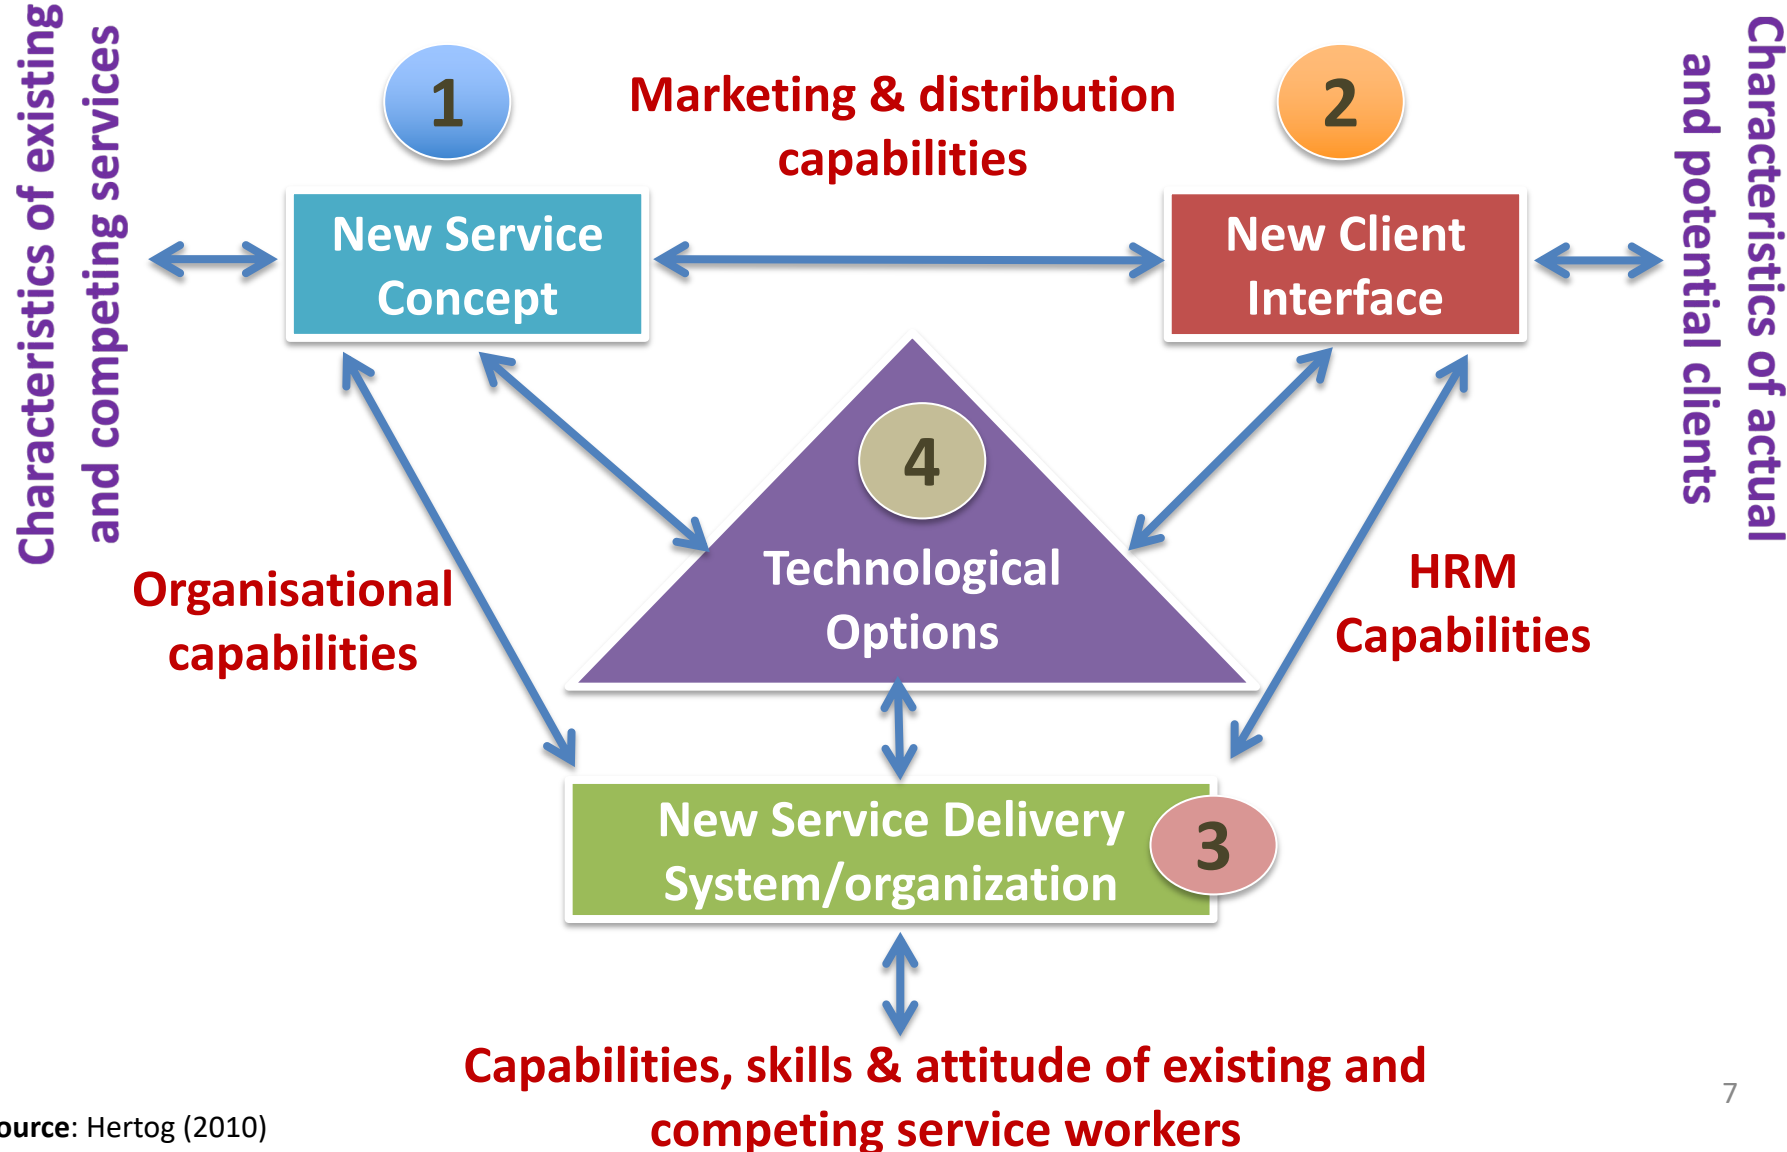 Characteristics of existing
and competing services
1
Marketing & distribution
capabilities
2
Characteristics of actual
and potential clients
New Service
Concept
New Client
Interface
4
Technological
Options
Organisational
capabilities
HRM
Capabilities
New Service Delivery
System/organization
3
Capabilities, skills & attitude of existing and
competing service workers
7
ource: Hertog (2010)